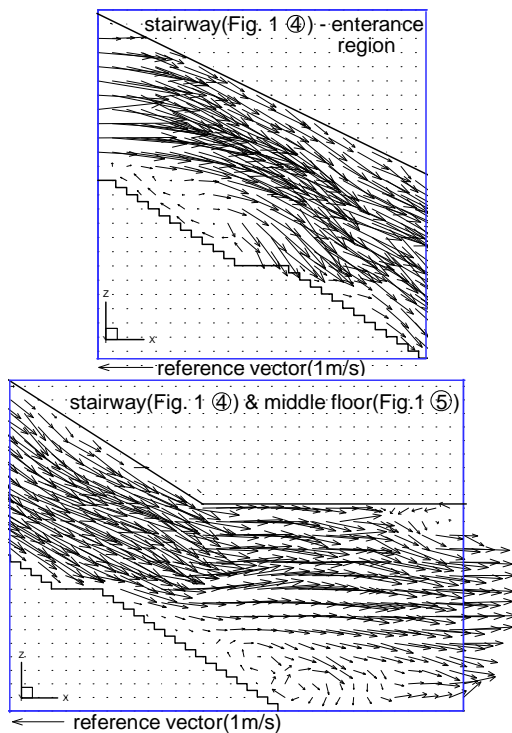 stairway(Fig. 1 ④) - enterance
region
z
x
reference vector(1m/s)
stairway(Fig. 1 ④) & middle floor(Fig.1 ⑤)
z
x
reference vector(1m/s)